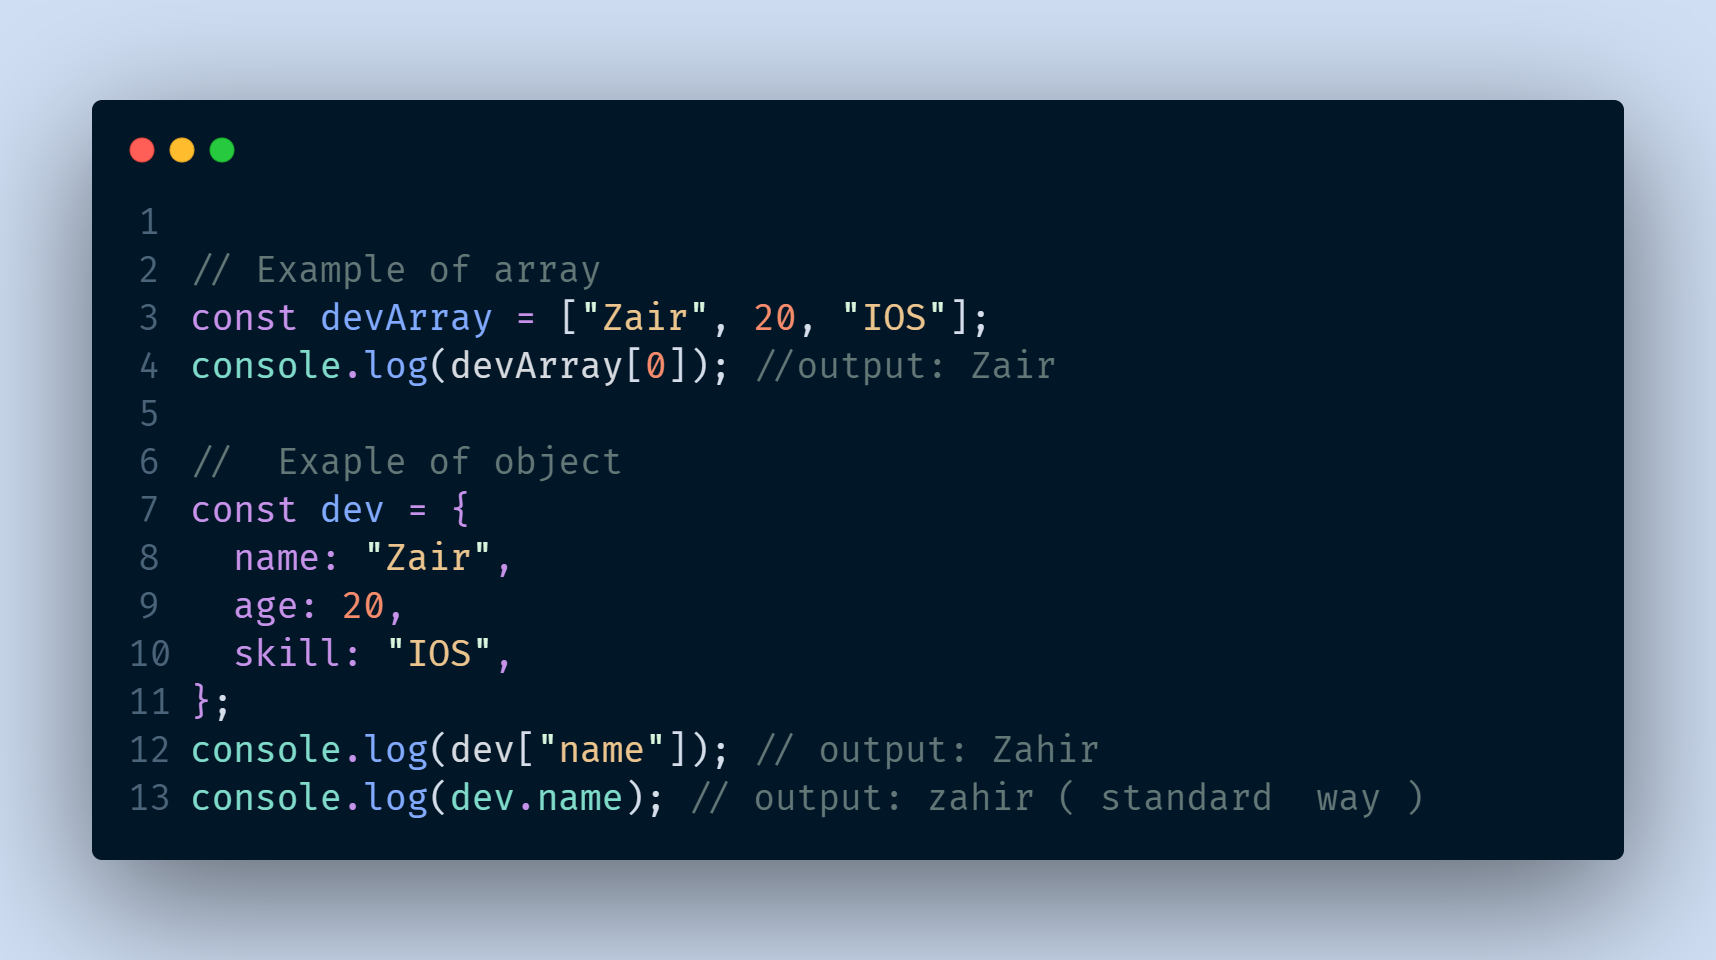 1
2 // Example of array
3 const devArray = ["Zair", 20, "IOS"];
4 console.log(devArray[0]); //output: Zair
5
6 //  Exaple of object
7 const dev = {
8   name: "Zair",
9   age: 20,
10   skill: "IOS",
11 };
12 console.log(dev["name"]); // output: Zahir
13 console.log(dev.name); // output: zahir ( standard  way )